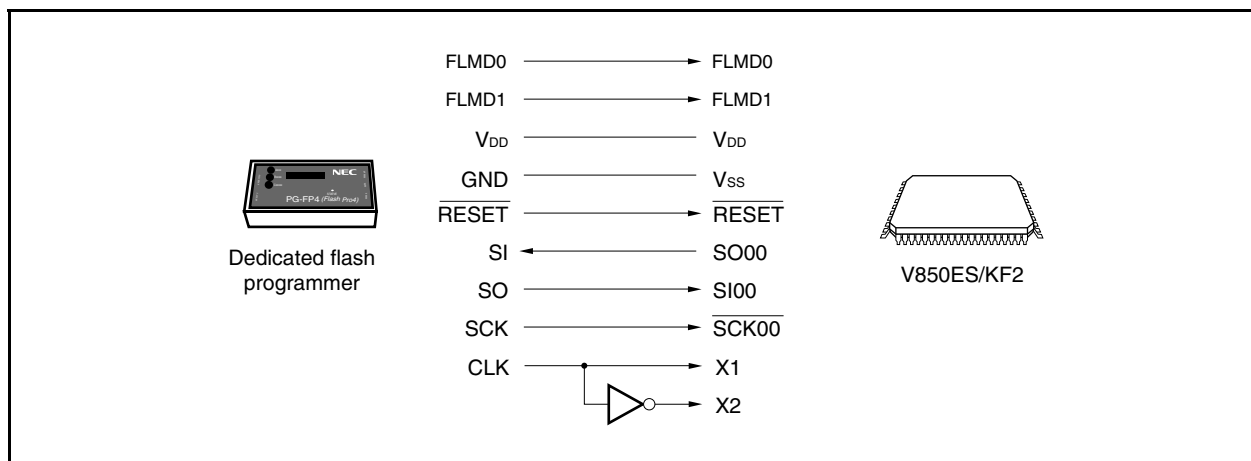 FLMD0 FLMD0
FLMD1 FLMD1
VDD VDD
GND VSS
RESET RESET
SI SO00
SO SI00
SCK SCK00
CLK X1
X2
NEC
PG-FP4 (Flash Pro4)
Dedicated flash
programmer
V850ES/KF2